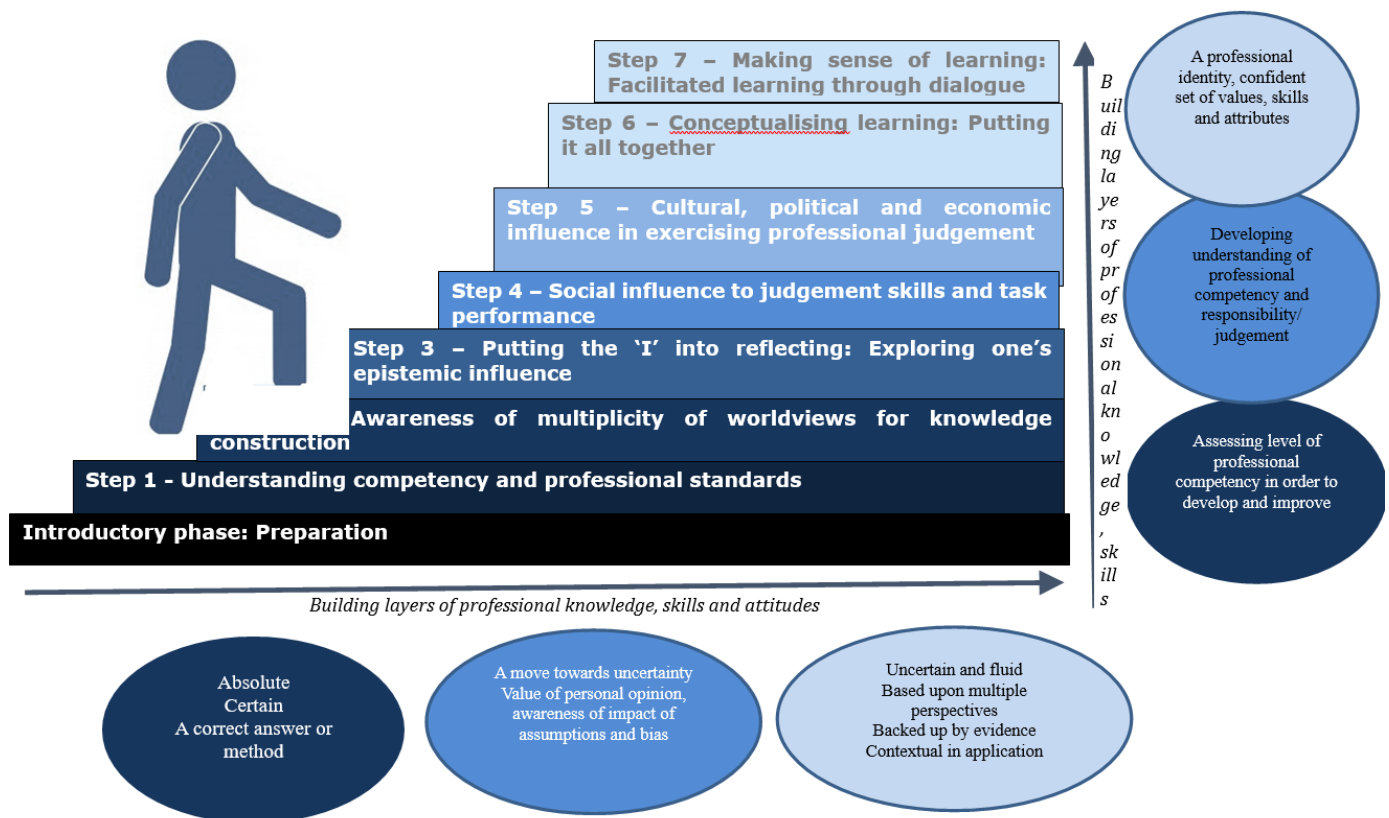 Step 7 – Making sense of learning:
Facilitated learning through dialogue
Step 6 – Conceptualising learning: Putting
it all together
Step 5 – Cultural, political and economic
influence in exercising professional judgement
Step 4 – Social influence to judgement skills and task
performance
Step 3 – Putting the ‘I’ into reflecting: Exploring one’s
epistemic influence
Awareness of multiplicity of worldviews for knowledge
construction
Step 1 - Understanding competency and professional standards
Introductory phase: Preparation
Building layers of professional knowledge, skills and attitudes
B
uil
di
ng
la
ye
rs
of
pr
of
es
si
on
al
kn
o
wl
ed
ge
,
sk
ill
s
A professional
identity, confident
set of values, skills
and attributes
Developing
understanding of
professional
competency and
responsibility/
judgement
Assessing level of
professional
competency in order to
develop and improve
Absolute
Certain
A correct answer or
method
A move towards uncertainty
Value of personal opinion,
awareness of impact of
assumptions and bias
Uncertain and fluid
Based upon multiple
perspectives
Backed up by evidence
Contextual in application